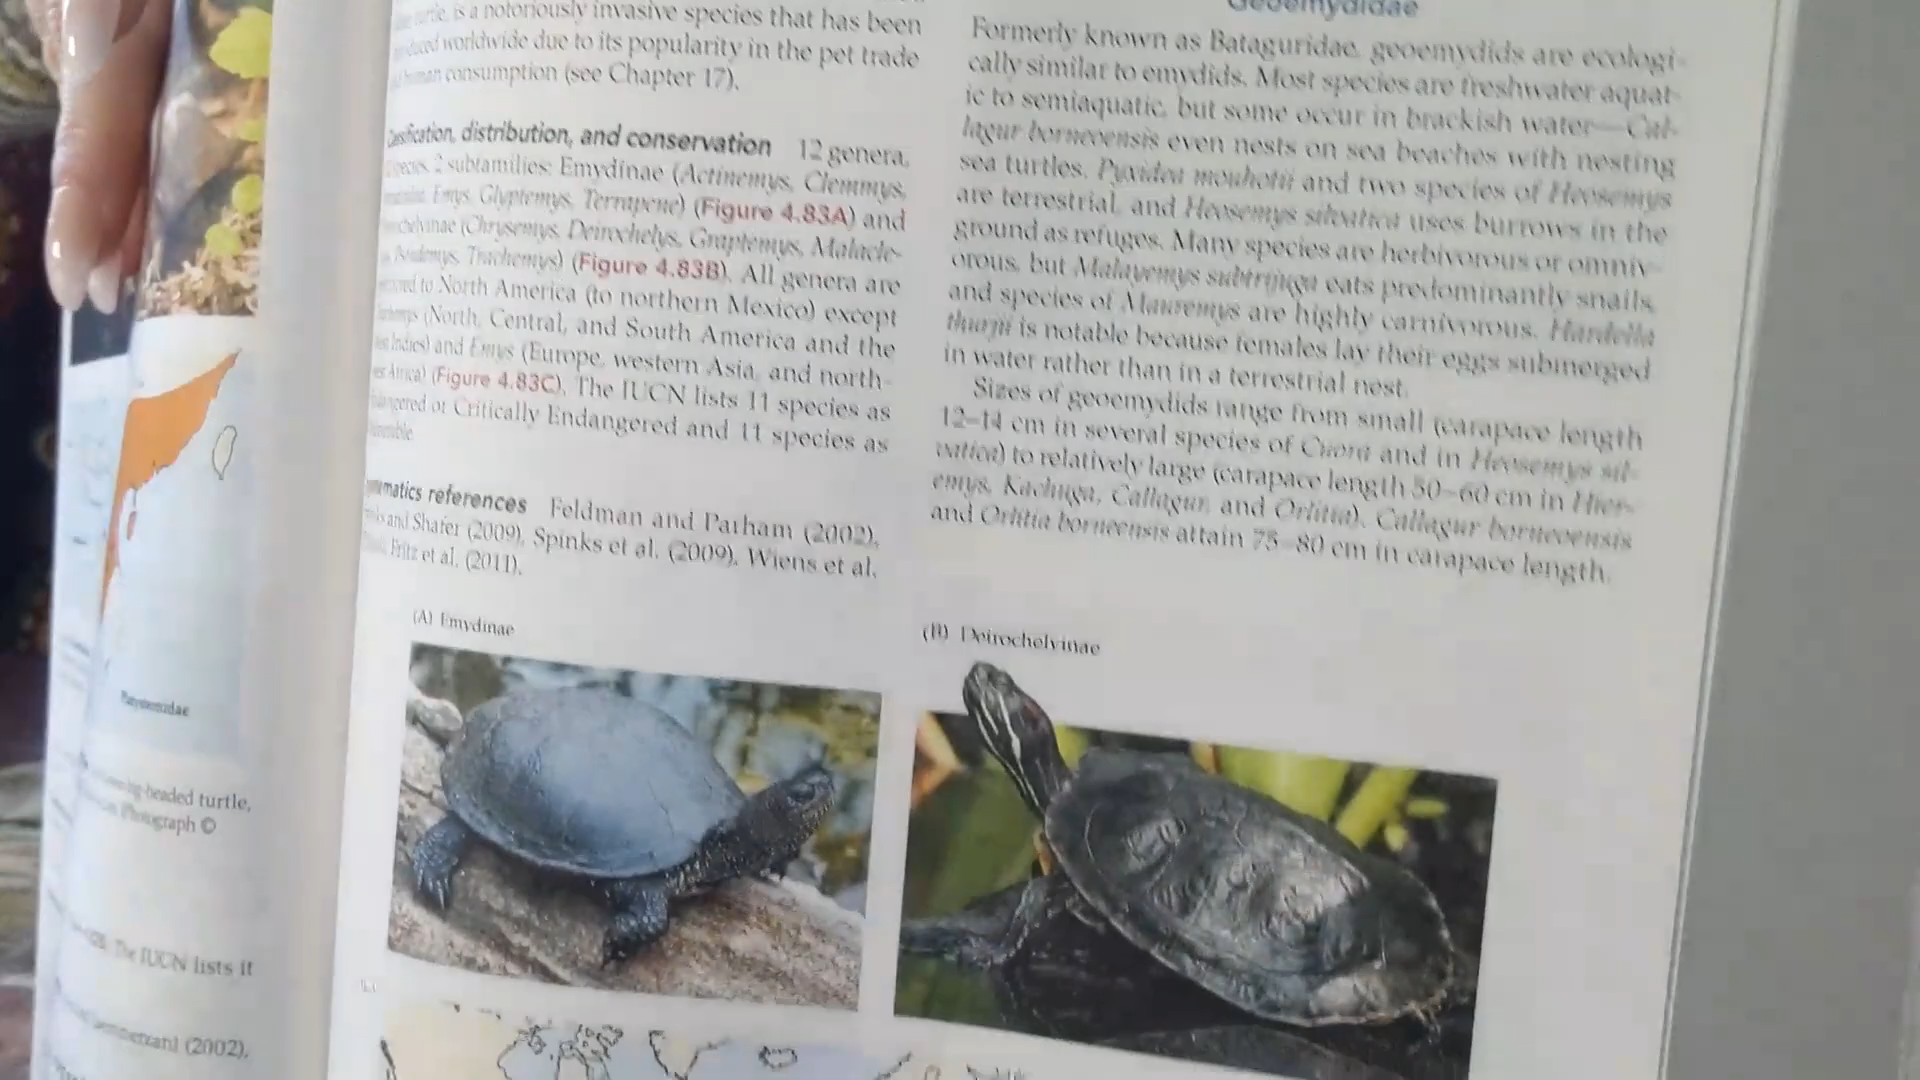 turtle, is a notoriously invasive species that has been
worldwide due to its popularity in the pet trade
human consumption (see Chapter 17).
Classification, distribution, and conservation 12 genera,
species, 2 subfamilies: Emydinae (Actinemys, Clemmys,
Emys, Glyptemys, Terrapene) (Figure 4.83A) and
(Chrysemys, Deirochelys, Graptemys, Malacle-
Pseudemys, Trachemys) (Figure 4.83B). All genera are
to North America (to northern Mexico) except
(North, Central, and South America and the
Indies) and Emys (Europe, western Asia, and north-
Africa) (Figure 4.83C). The IUCN lists 11 species as
or Critically Endangered and 11 species as
references Feldman and Parham (2002),
and Shafer (2009), Spinks et al. (2009), Wiens et al.
Fritz et al. (2011).
Geoemydidae
Formerly known as Bataguridae, geoemydids are ecologi-
cally similar to emydids. Most species are freshwater aquat-
ic to semiaquatic, but some occur in brackish water—Cal-
lagur borneoensis even nests on sea beaches with nesting
sea turtles. Pyxidea mouhotii and two species of Heosemys
are terrestrial, and Heosemys silvatica uses burrows in the
ground as refuges. Many species are herbivorous or omniv-
orous, but Malayemys subtrijuga eats predominantly snails,
and species of Mauremys are highly carnivorous. Hardella
thurjii is notable because females lay their eggs submerged
in water rather than in a terrestrial nest.
Sizes of geoemydids range from small (carapace length
12–14 cm in several species of Cuora and in Heosemys sil-
vatica) to relatively large (carapace length 50–60 cm in Hier-
emys, Kachuga, Callagur, and Orlitia). Callagur borneoensis
and Orlitia borneensis attain 75–80 cm in carapace length.
(A) Emydinae
(B) Deirochelyinae
Platysternidae
big-headed turtle,
Photograph ©
The IUCN lists it
(2002),